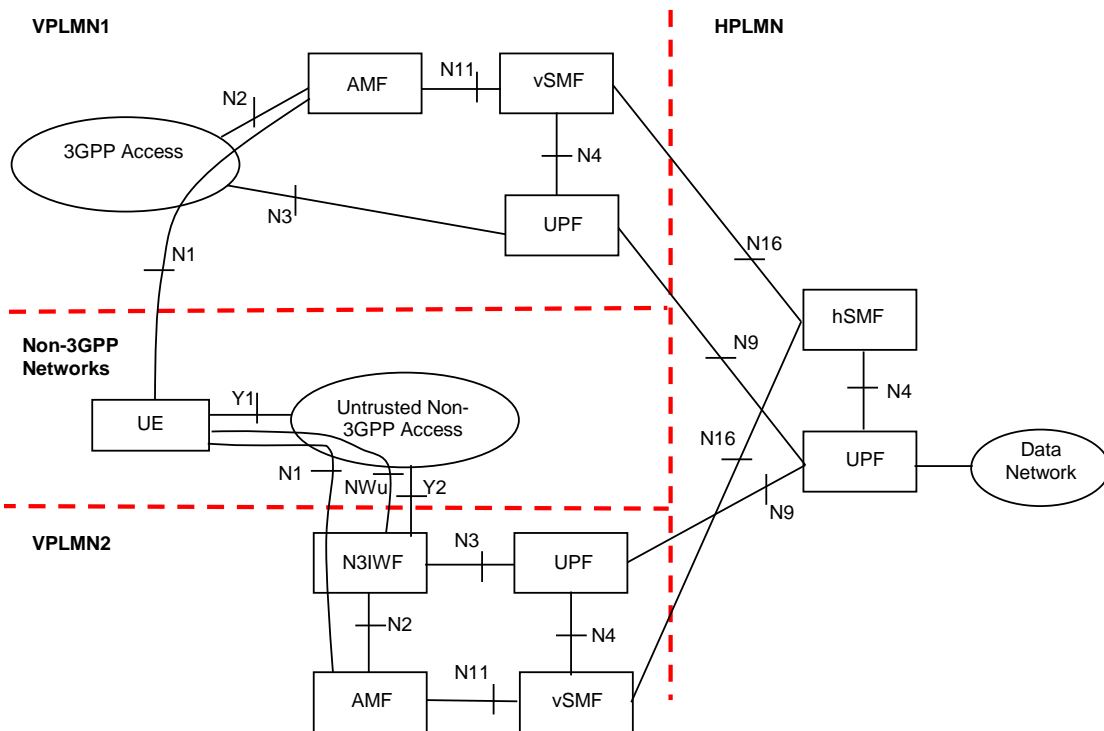 VPLMN1
HPLMN
AMF
N11
vSMF
N2
3GPP Access
N4
N3
UPF
N1
N16
hSMF
Non-3GPP
Networks
N9
N4
Y1
UE
Untrusted Non-
3GPP Access
N16
UPF
Data
Network
N1
NWu
Y2
N9
VPLMN2
N3IWF
N3
UPF
N2
N4
AMF
N11
vSMF